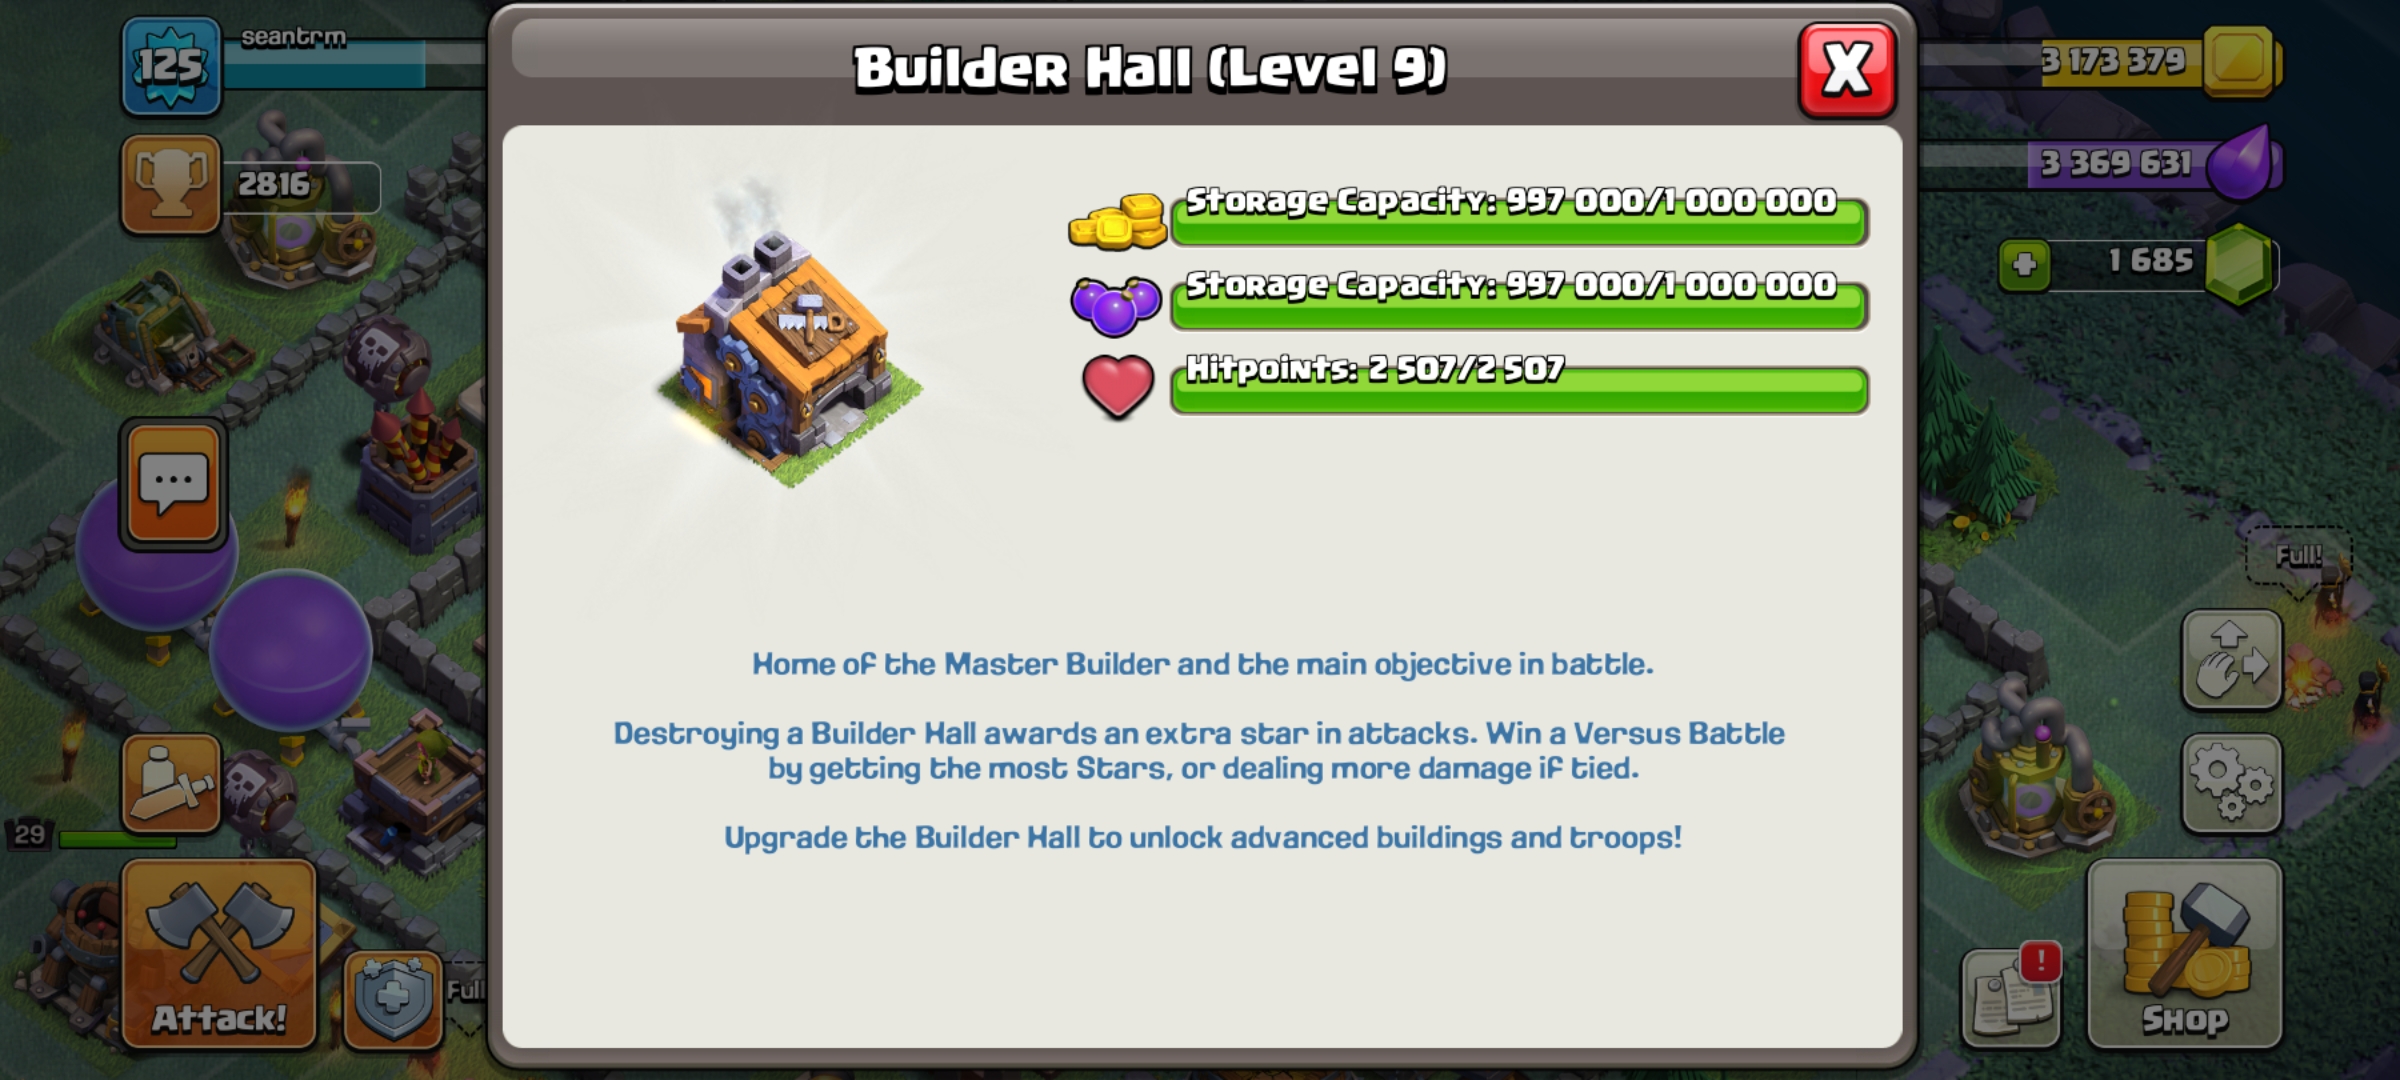 125
seantrm
Builder Hall (Level 9)
X
3 173 379
2816
3 369 631
Storage Capacity: 997 000/1 000 000
1 685
Storage Capacity: 997 000/1 000 000
Hitpoints: 2 507/2 507
Full!
Home of the Master Builder and the main objective in battle.
Destroying a Builder Hall awards an extra star in attacks. Win a Versus Battle
by getting the most Stars, or dealing more damage if tied.
Upgrade the Builder Hall to unlock advanced buildings and troops!
29
!
Full
Attack!
Shop